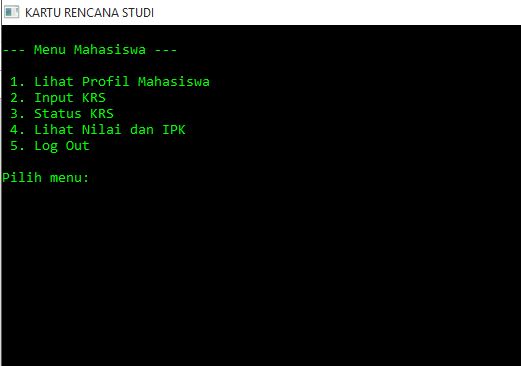 KARTU RENCANA STUDI
--- Menu Mahasiswa ---
1. Lihat Profil Mahasiswa
2. Input KRS
3. Status KRS
4. Lihat Nilai dan IPK
5. Log Out
Pilih menu: